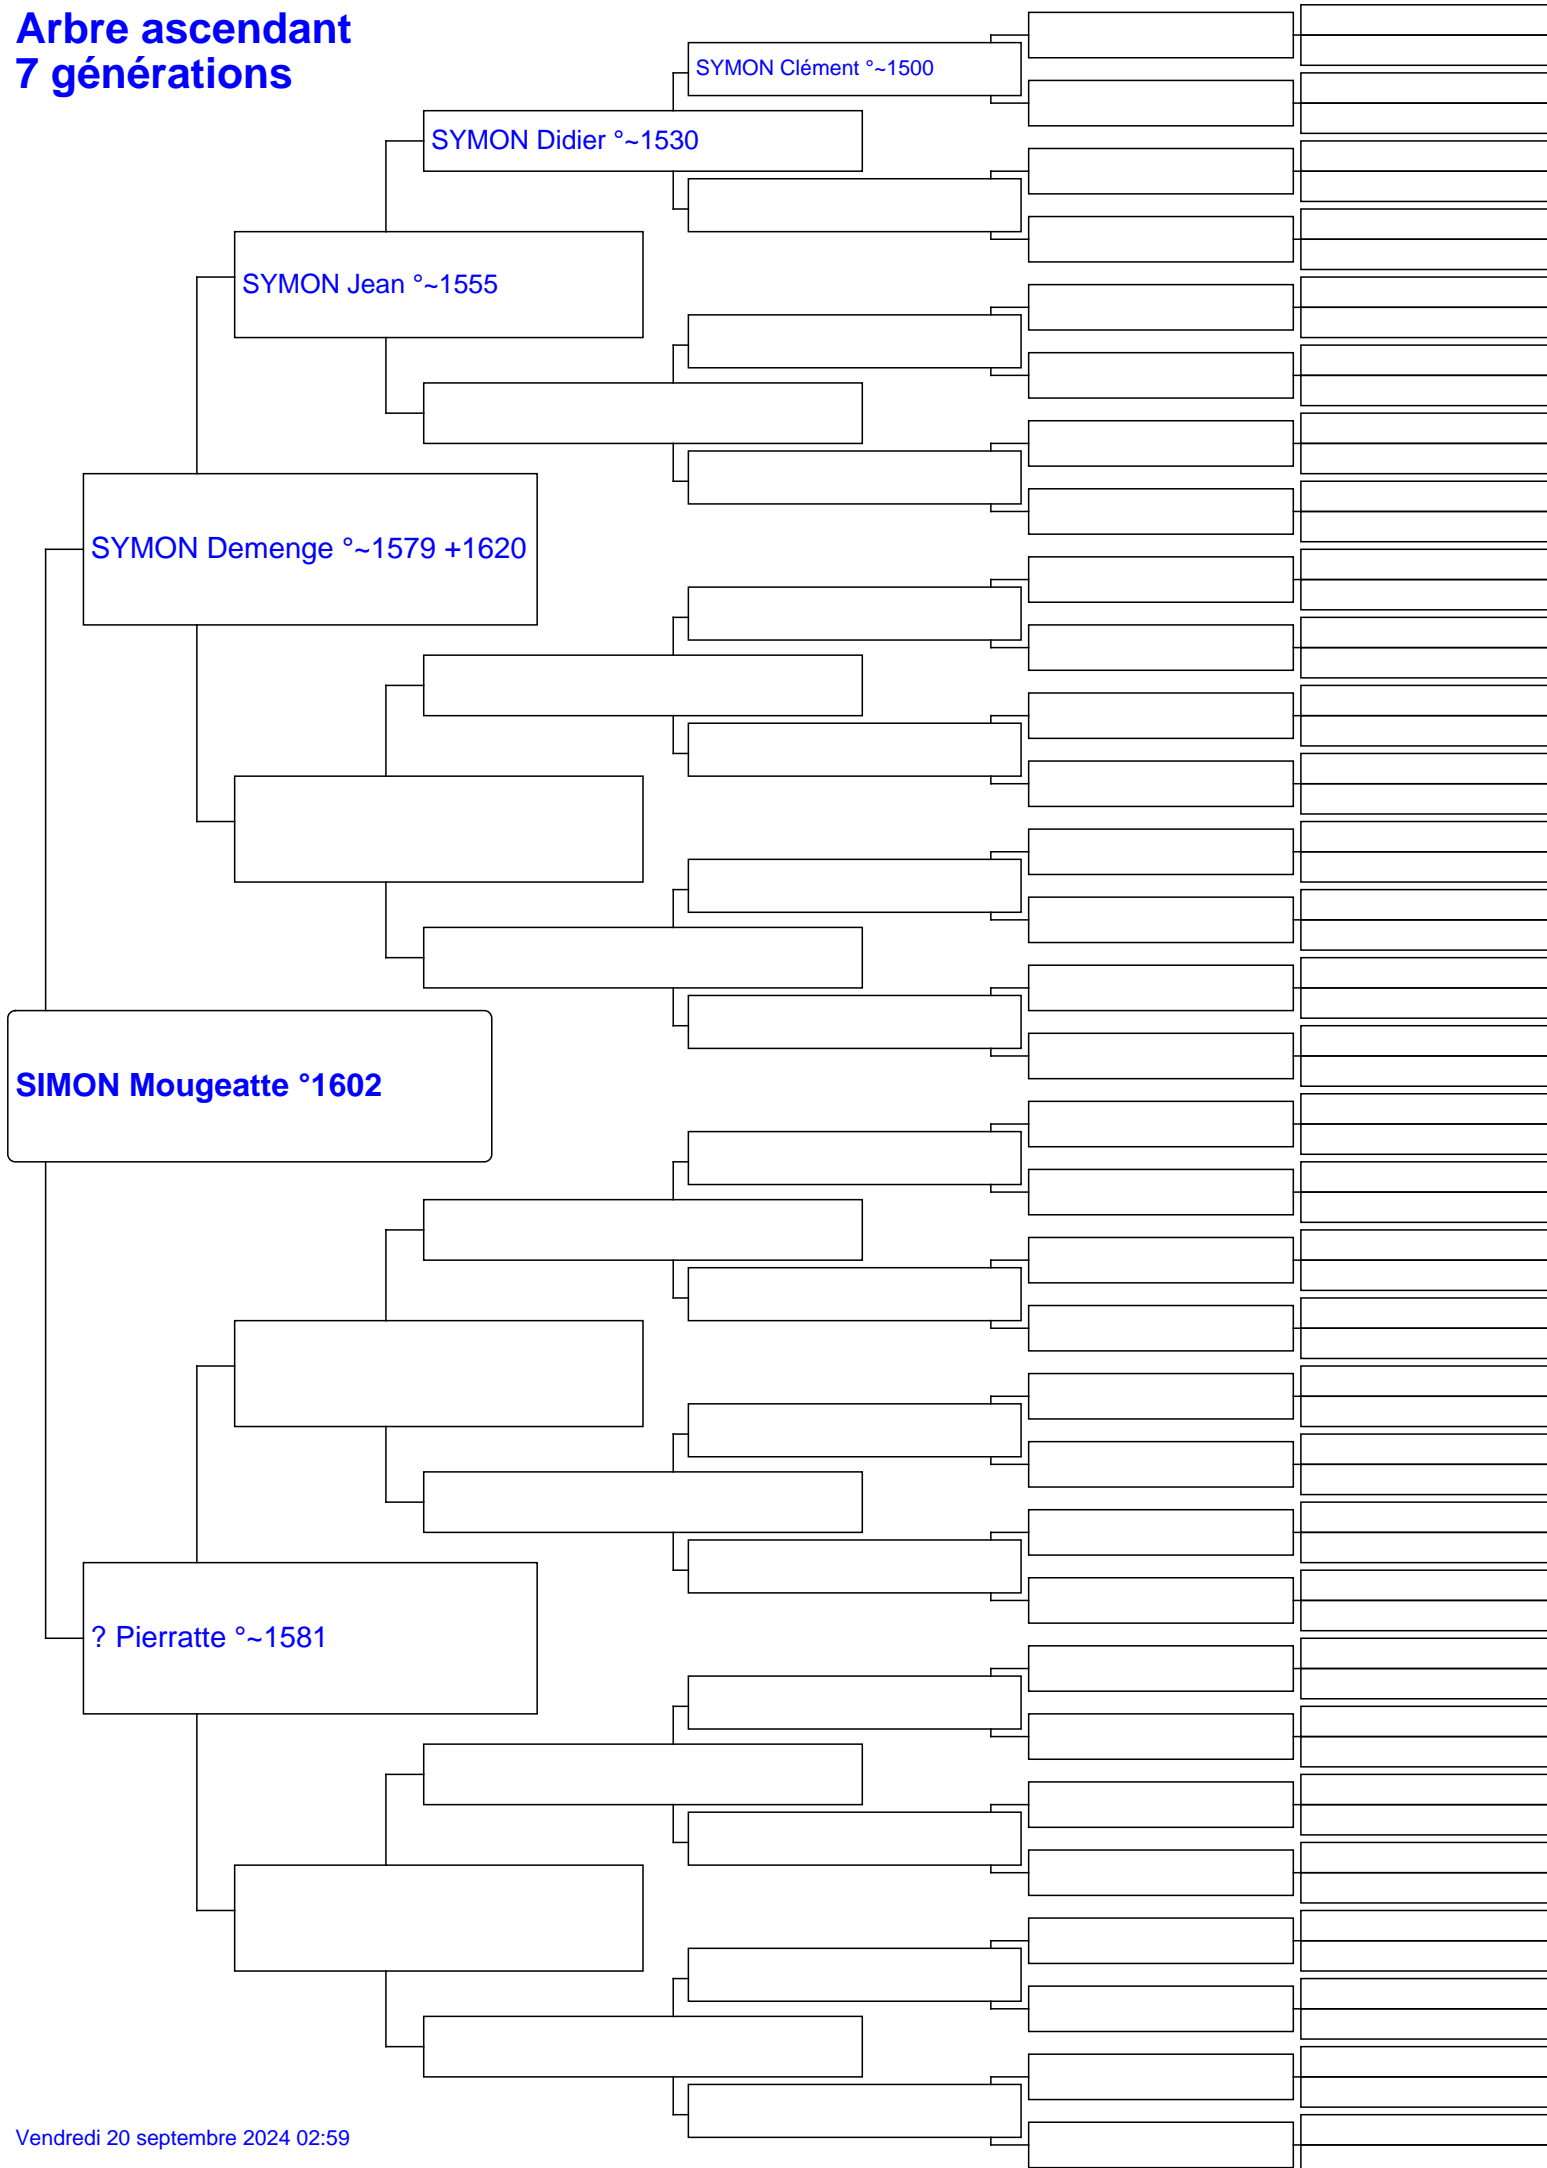 Arbre ascendant
7 générations
SYMON Clément °~1500
SYMON Didier °~1530
SYMON Jean °~1555
SYMON Demenge °~1579 +1620
SIMON Mougeatte °1602
? Pierratte °~1581
Vendredi 20 septembre 2024 02:59